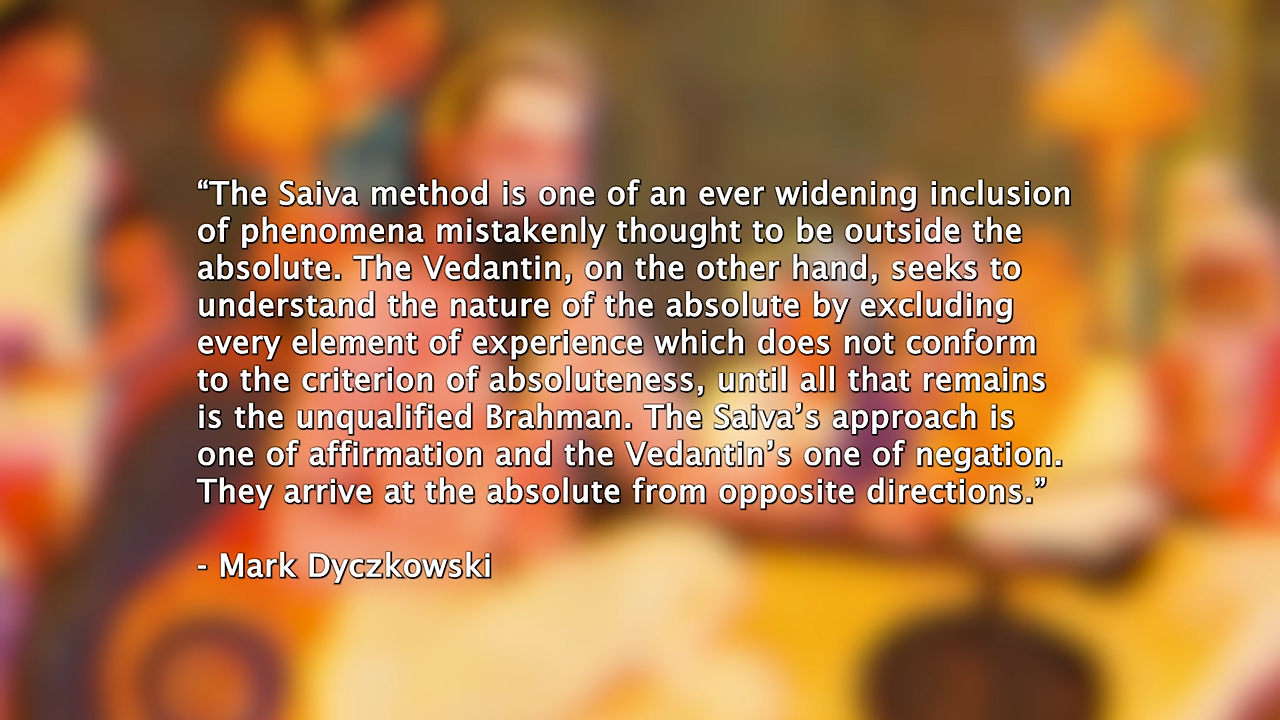 “The Saiva method is one of an ever widening inclusion
of phenomena mistakenly thought to be outside the
absolute. The Vedantin, on the other hand, seeks to
understand the nature of the absolute by excluding
every element of experience which does not conform
to the criterion of absoluteness, until all that remains
is the unqualified Brahman. The Saiva’s approach is
one of affirmation and the Vedantin’s one of negation.
They arrive at the absolute from opposite directions.”
- Mark Dyczkowski